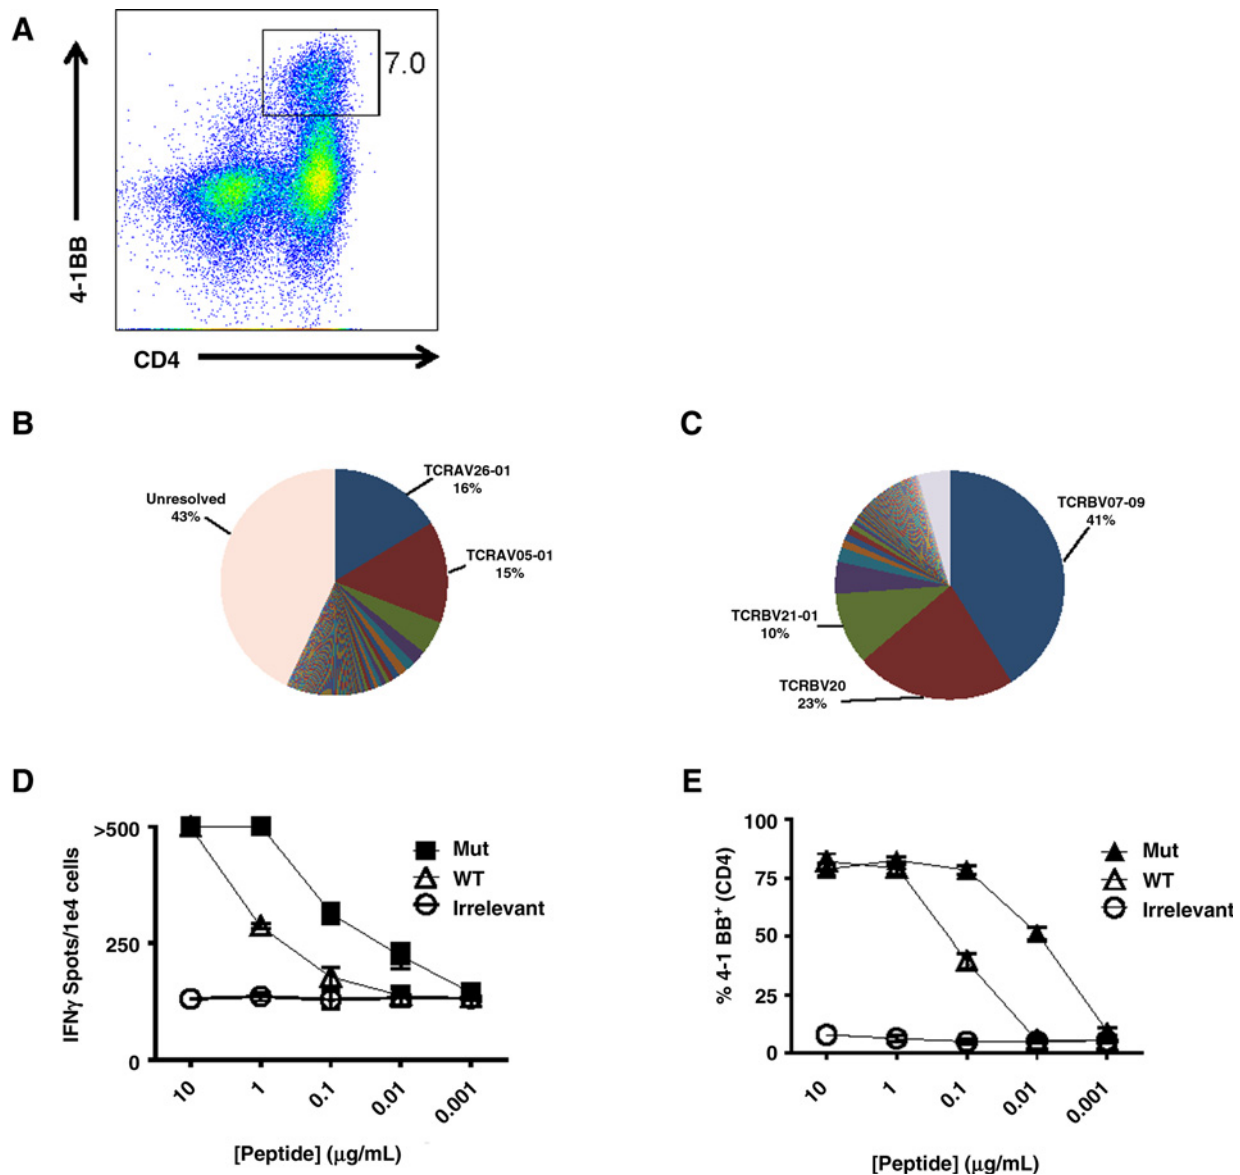 A
7.0
4-1BB
CD4
B
Unresolved
43%
TCRAV26-01
16%
TCRAV05-01
15%
C
TCRBV07-09
41%
TCRBV21-01
10%
TCRBV20
23%
D
IFNγ Spots/1e4 cells
>500
250
0
Mut
WT
Irrelevant
10
1
0.1
0.01
0.001
[Peptide] (µg/mL)
E
% 4-1 BB⁺ (CD4)
100
75
50
25
0
Mut
WT
Irrelevant
10
1
0.1
0.01
0.001
[Peptide] (µg/mL)